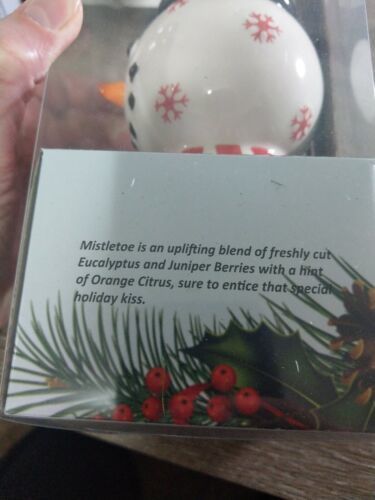 Mistletoe is an uplifting blend of freshly cut
Eucalyptus and Juniper Berries with a hint
of Orange Citrus, sure to entice that special
holiday kiss.